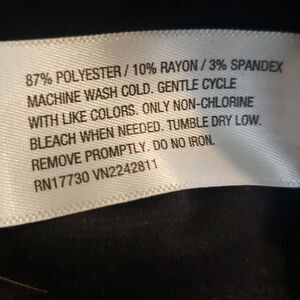 87% POLYESTER / 10% RAYON / 3% SPANDEX
MACHINE WASH COLD. GENTLE CYCLE
WITH LIKE COLORS. ONLY NON-CHLORINE
BLEACH WHEN NEEDED. TUMBLE DRY LOW.
REMOVE PROMPTLY. DO NO IRON.
RN17730 VN2242811